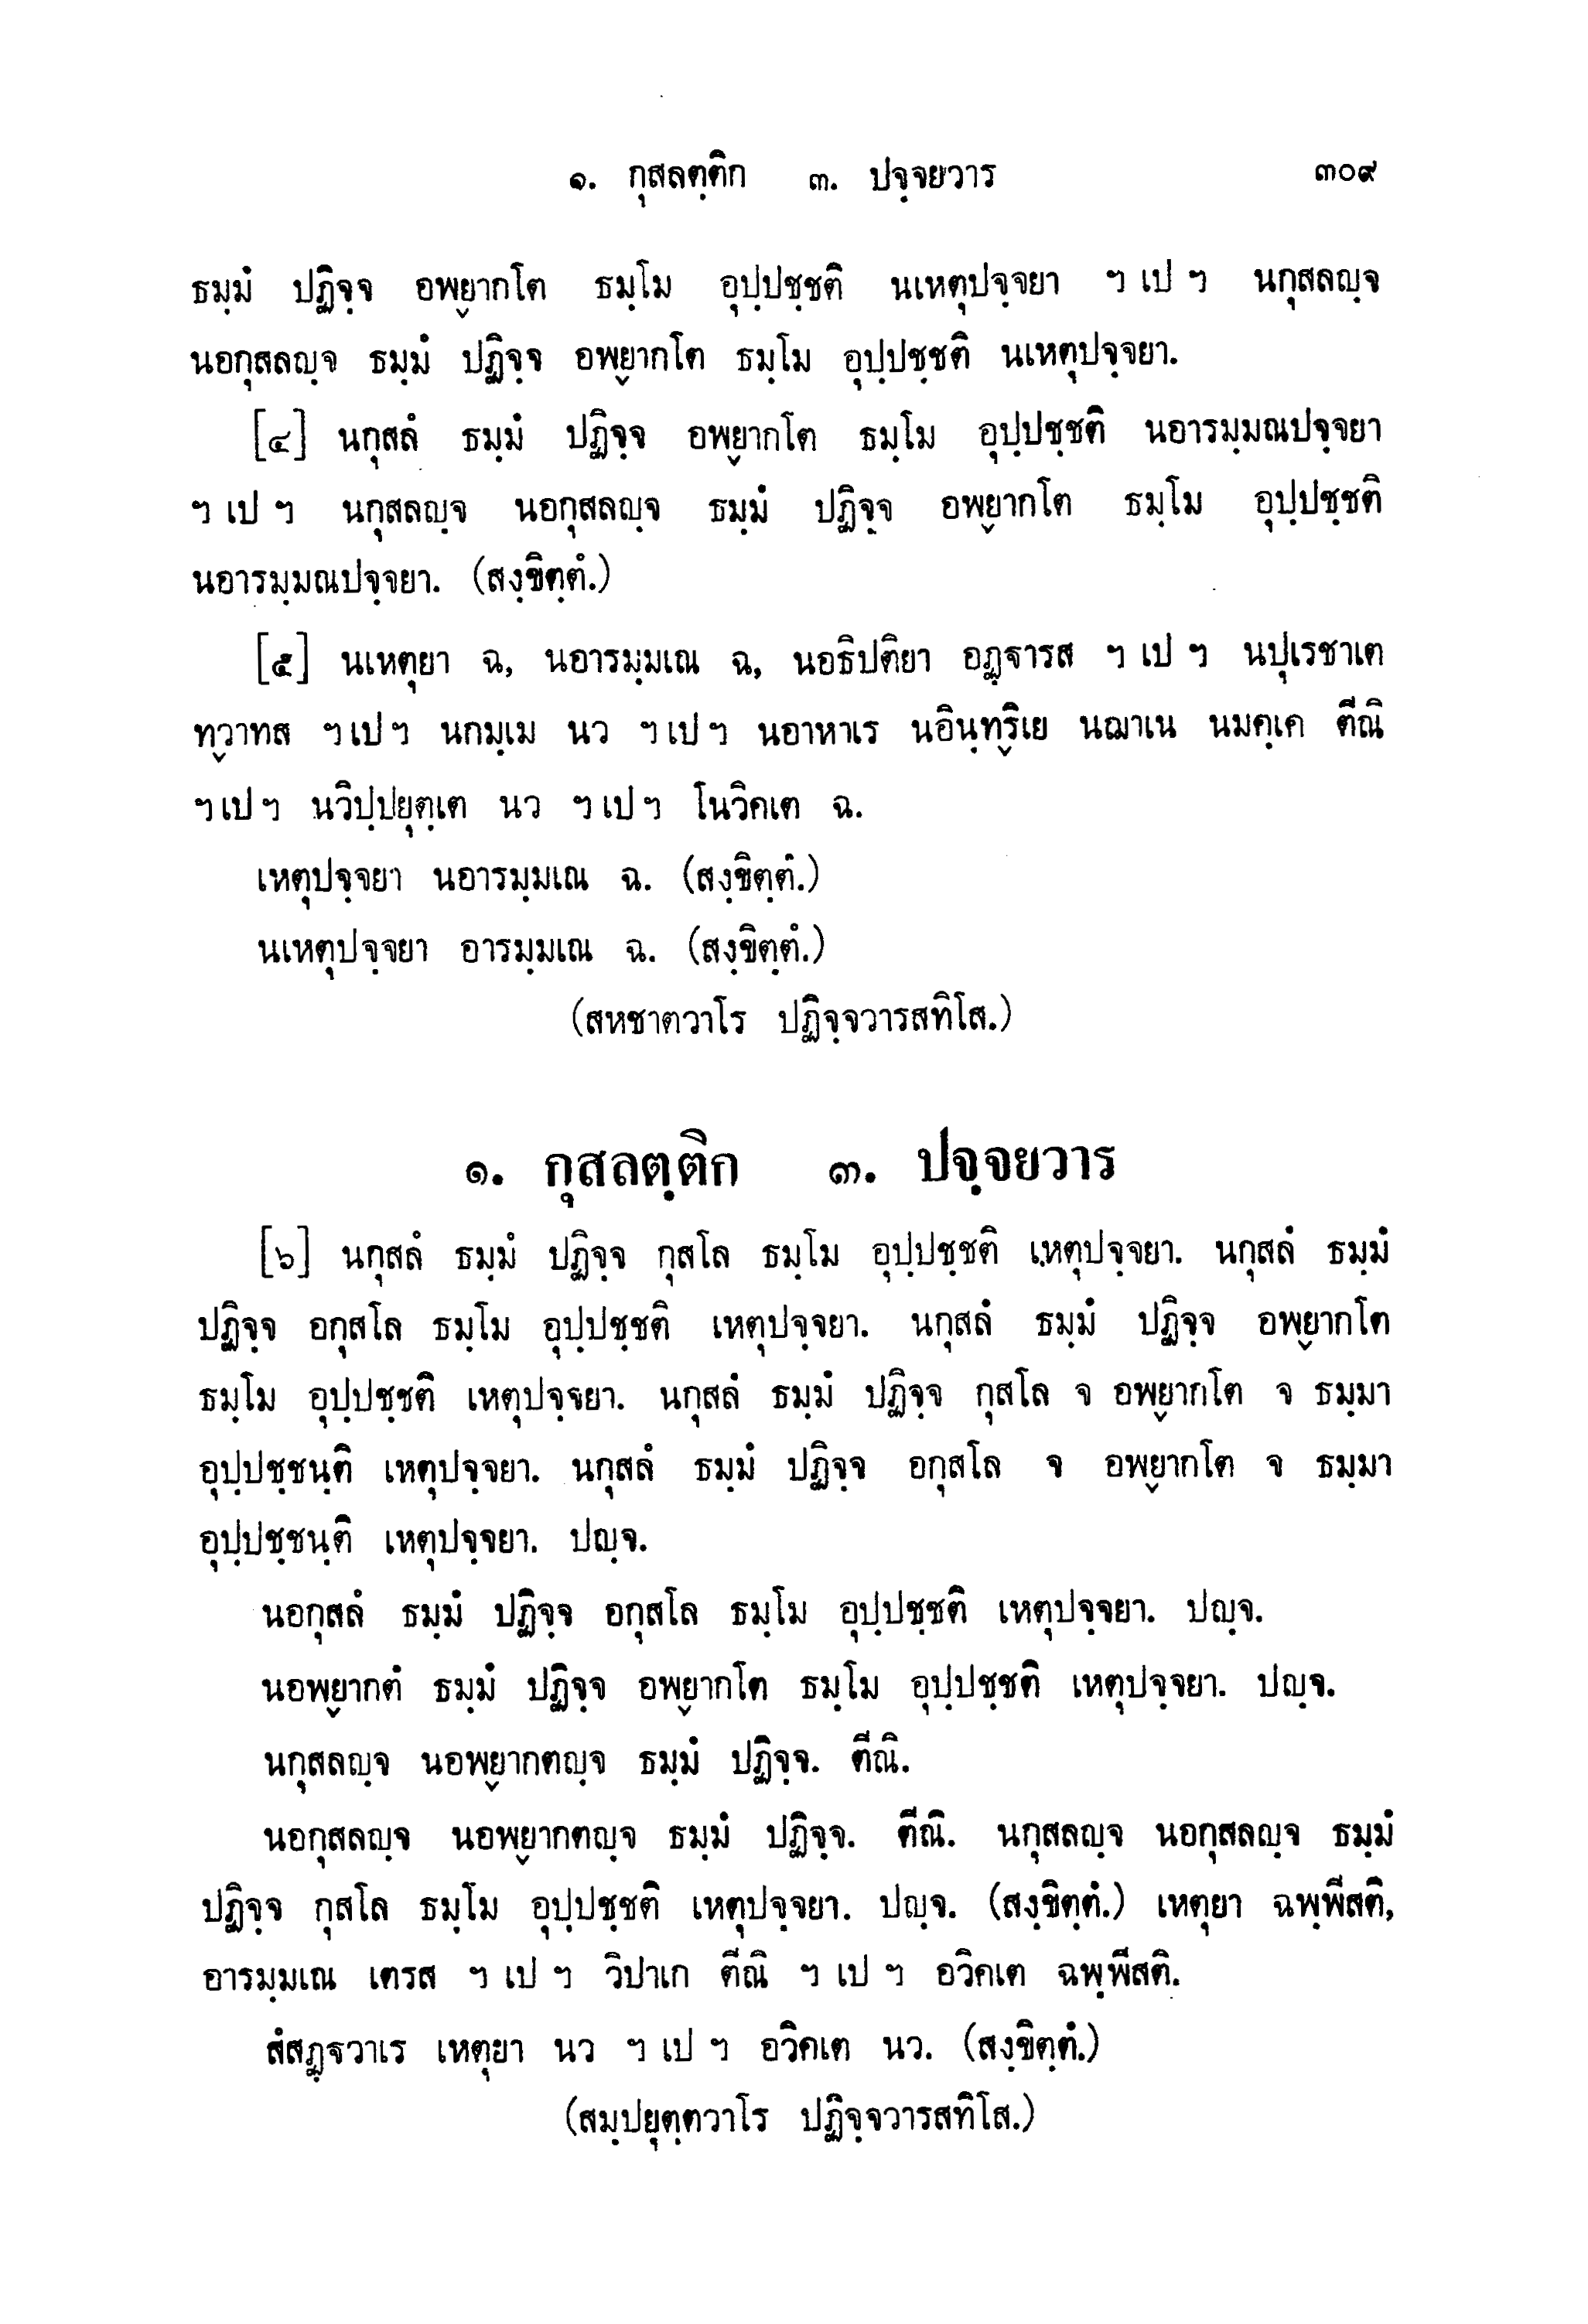 ๑. กุสลตฺติก ๓. ปจฺจยวาร ๓๐๙
ธมฺมํ ปฏิจฺจ อพฺยากโต ธมฺโม อุปฺปชฺชติ นเหตุปจฺจยา ฯ เป ฯ นกุสลญฺจ
นอกุสลญฺจ ธมฺมํ ปฏิจฺจ อพฺยากโต ธมฺโม อุปฺปชฺชติ นเหตุปจฺจยา.
[๔] นกุสลํ ธมฺมํ ปฏิจฺจ อพฺยากโต ธมฺโม อุปฺปชฺชติ นอารมฺมณปจฺจยา
ฯ เป ฯ นกุสลญฺจ นอกุสลญฺจ ธมฺมํ ปฏิจฺจ อพฺยากโต ธมฺโม อุปฺปชฺชติ
นอารมฺมณปจฺจยา. (สงฺขิตฺตํ.)
[๕] นเหตุยา ฉ, นอารมฺมเณ ฉ, นอธิปติยา อฏฺฐารส ฯ เป ฯ นปุเรชาเต
ทฺวาทส ฯ เป ฯ นกมฺเม นว ฯ เป ฯ นอาหาเร นอินฺทฺริเย นฌาเน นมคฺเค ตีณิ
ฯ เป ฯ นวิปฺปยุตฺเต นว ฯ เป ฯ โนวิคเต ฉ.
เหตุปจฺจยา นอารมฺมเณ ฉ. (สงฺขิตฺตํ.)
นเหตุปจฺจยา อารมฺมเณ ฉ. (สงฺขิตฺตํ.)
(สหชาตวาโร ปฏิจฺจวารสทิโส.)
๑. กุสลตฺติก ๓. ปจฺจยวาร
[๖] นกุสลํ ธมฺมํ ปฏิจฺจ กุสโล ธมฺโม อุปฺปชฺชติ เหตุปจฺจยา. นกุสลํ ธมฺมํ
ปฏิจฺจ อกุสโล ธมฺโม อุปฺปชฺชติ เหตุปจฺจยา. นกุสลํ ธมฺมํ ปฏิจฺจ อพฺยากโต
ธมฺโม อุปฺปชฺชติ เหตุปจฺจยา. นกุสลํ ธมฺมํ ปฏิจฺจ กุสโล จ อพฺยากโต จ ธมฺมา
อุปฺปชฺชนฺติ เหตุปจฺจยา. นกุสลํ ธมฺมํ ปฏิจฺจ อกุสโล จ อพฺยากโต จ ธมฺมา
อุปฺปชฺชนฺติ เหตุปจฺจยา. ปญฺจ.
นอกุสลํ ธมฺมํ ปฏิจฺจ อกุสโล ธมฺโม อุปฺปชฺชติ เหตุปจฺจยา. ปญฺจ.
นอพฺยากตํ ธมฺมํ ปฏิจฺจ อพฺยากโต ธมฺโม อุปฺปชฺชติ เหตุปจฺจยา. ปญฺจ.
นกุสลญฺจ นอพฺยากตญฺจ ธมฺมํ ปฏิจฺจ. ตีณิ.
นอกุสลญฺจ นอพฺยากตญฺจ ธมฺมํ ปฏิจฺจ. ตีณิ. นกุสลญฺจ นอกุสลญฺจ ธมฺมํ
ปฏิจฺจ กุสโล ธมฺโม อุปฺปชฺชติ เหตุปจฺจยา. ปญฺจ. (สงฺขิตฺตํ.) เหตุยา ฉพฺพีสติ,
อารมฺมเณ เตรส ฯ เป ฯ วิปาเก ตีณิ ฯ เป ฯ อวิคเต ฉพฺพีสติ.
สํสฏฺฐวาเร เหตุยา นว ฯ เป ฯ อวิคเต นว. (สงฺขิตฺตํ.)
(สมฺปยุตฺตวาโร ปฏิจฺจวารสทิโส.)